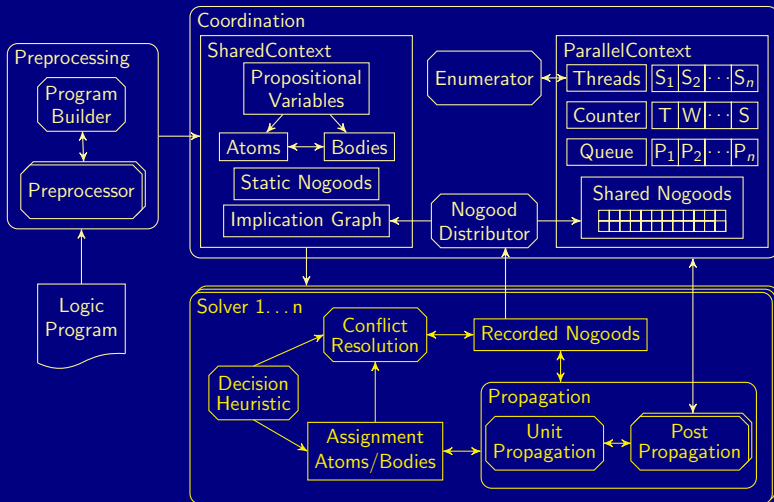 Coordination
Preprocessing
Program
Builder
Preprocessor
Logic
Program
SharedContext
Propositional
Variables
Atoms
Bodies
Static Nogoods
Implication Graph
Enumerator
Nogood
Distributor
ParallelContext
Threads S₁ S₂ ... Sₙ
Counter T W ... S
Queue P₁ P₂ ... Pₙ
Shared Nogoods
Solver 1...n
Conflict
Resolution
Recorded Nogoods
Decision
Heuristic
Assignment
Atoms/Bodies
Propagation
Unit
Propagation
Post
Propagation